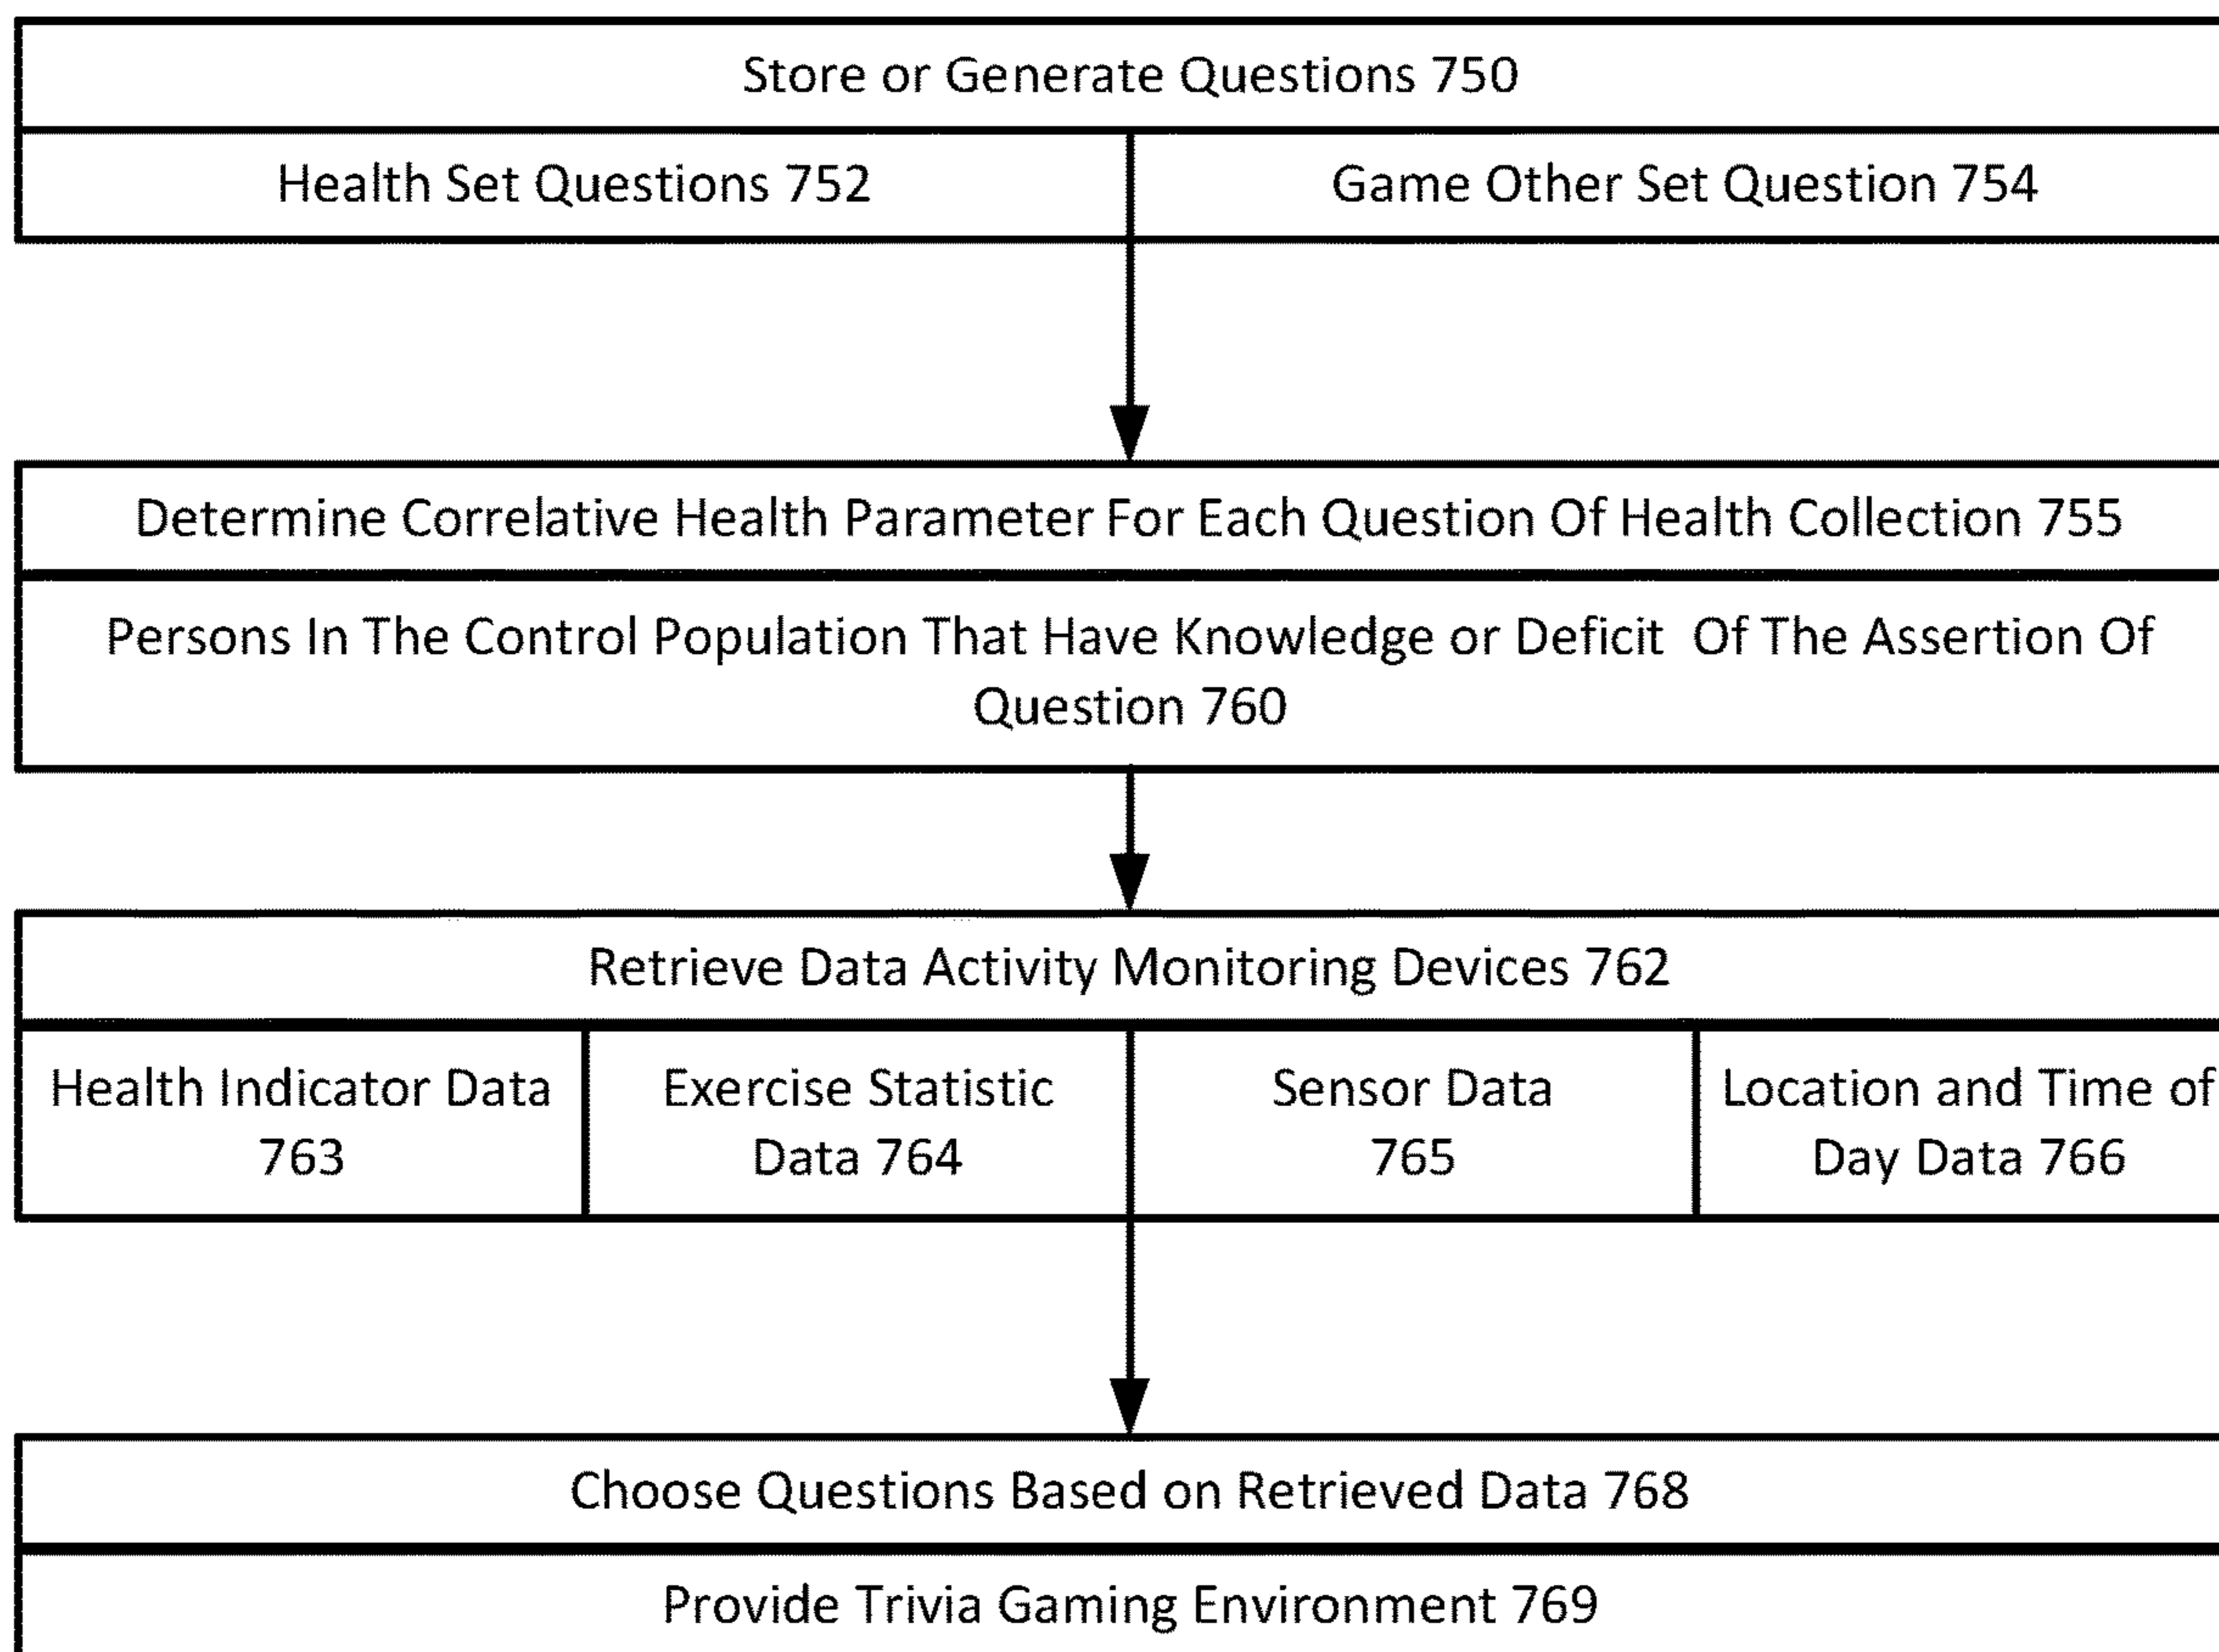 Store or Generate Questions 750
Health Set Questions 752
Game Other Set Question 754
Determine Correlative Health Parameter For Each Question Of Health Collection 755
Persons In The Control Population That Have Knowledge or Deficit Of The Assertion Of
Question 760
Retrieve Data Activity Monitoring Devices 762
Health Indicator Data
763
Exercise Statistic
Data 764
Sensor Data
765
Location and Time of
Day Data 766
Choose Questions Based on Retrieved Data 768
Provide Trivia Gaming Environment 769